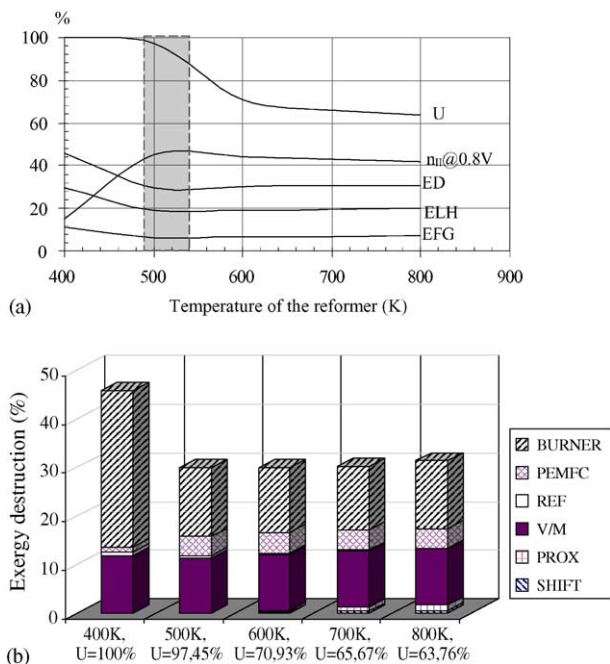 %
100
80
60
40
20
0
U
nII@0.8V
ED
ELH
EFG
400 500 600 700 800 900
(a) Temperature of the reformer (K)
Exergy destruction (%)
50
40
30
20
10
0
BURNER
PEMFC
REF
V/M
PROX
SHIFT
400K, 500K, 600K, 700K, 800K,
(b) U=100% U=97,45% U=70,93% U=65,67% U=63,76%